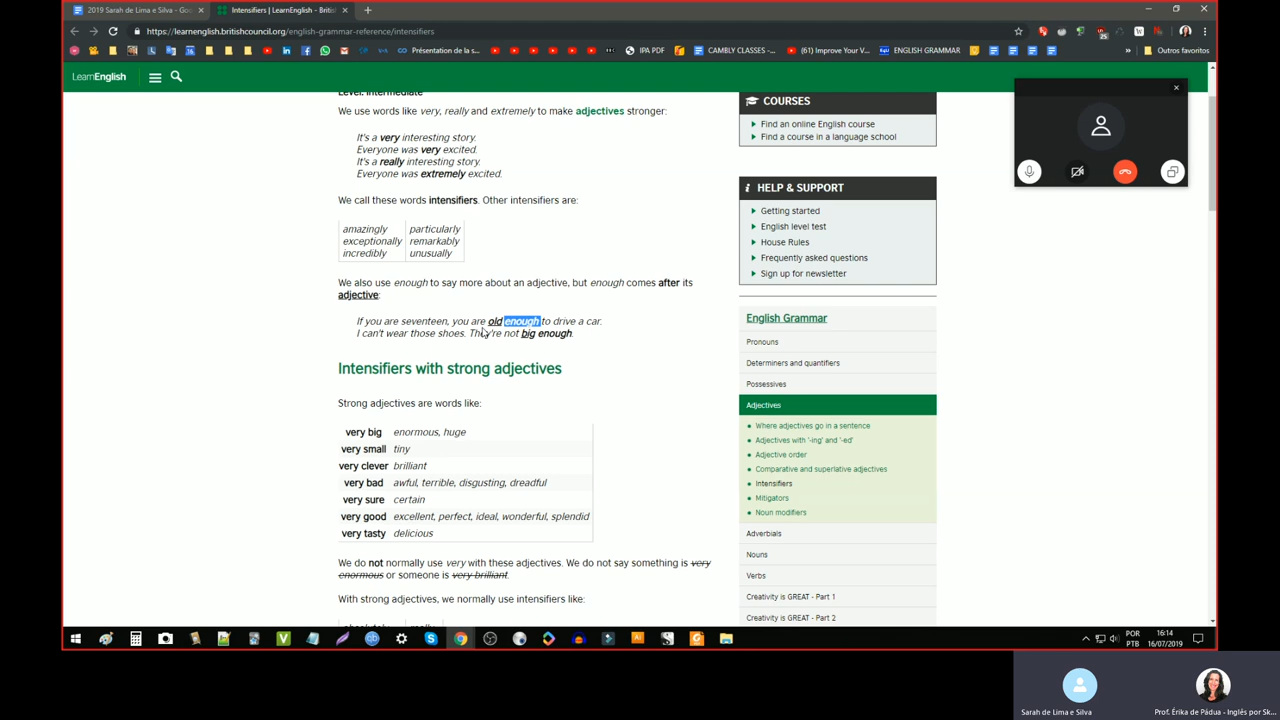 2019 Sarah de Lima e Silva - Goo
Intensifiers | LearnEnglish - Britis
https://learnenglish.britishcouncil.org/english-grammar-reference/intensifiers
Présentation de la s...
IPA PDF
CAMBLY CLASSES -...
(61) Improve Your V...
ENGLISH GRAMMAR
Outros favoritos
LearnEnglish
Level: intermediate
We use words like very, really and extremely to make adjectives stronger:
It's a very interesting story.
Everyone was very excited.
It's a really interesting story.
Everyone was extremely excited.
We call these words intensifiers. Other intensifiers are:
amazingly particularly
exceptionally remarkably
incredibly unusually
We also use enough to say more about an adjective, but enough comes after its
adjective:
If you are seventeen, you are old enough to drive a car.
I can't wear those shoes. They're not big enough.
Intensifiers with strong adjectives
Strong adjectives are words like:
very big enormous, huge
very small tiny
very clever brilliant
very bad awful, terrible, disgusting, dreadful
very sure certain
very good excellent, perfect, ideal, wonderful, splendid
very tasty delicious
We do not normally use very with these adjectives. We do not say something is very
enormous or someone is very brilliant.
With strong adjectives, we normally use intensifiers like:
absolutely really
COURSES
Find an online English course
Find a course in a language school
HELP & SUPPORT
Getting started
English level test
House Rules
Frequently asked questions
Sign up for newsletter
English Grammar
Pronouns
Determiners and quantifiers
Possessives
Adjectives
Where adjectives go in a sentence
Adjectives with '-ing' and '-ed'
Adjective order
Comparative and superlative adjectives
Intensifiers
Mitigators
Noun modifiers
Adverbials
Nouns
Verbs
Creativity is GREAT - Part 1
Creativity is GREAT - Part 2
POR
PTB
16:14
16/07/2019
Sarah de Lima e Silva
Prof. Érika de Pádua - Inglês por Sk...